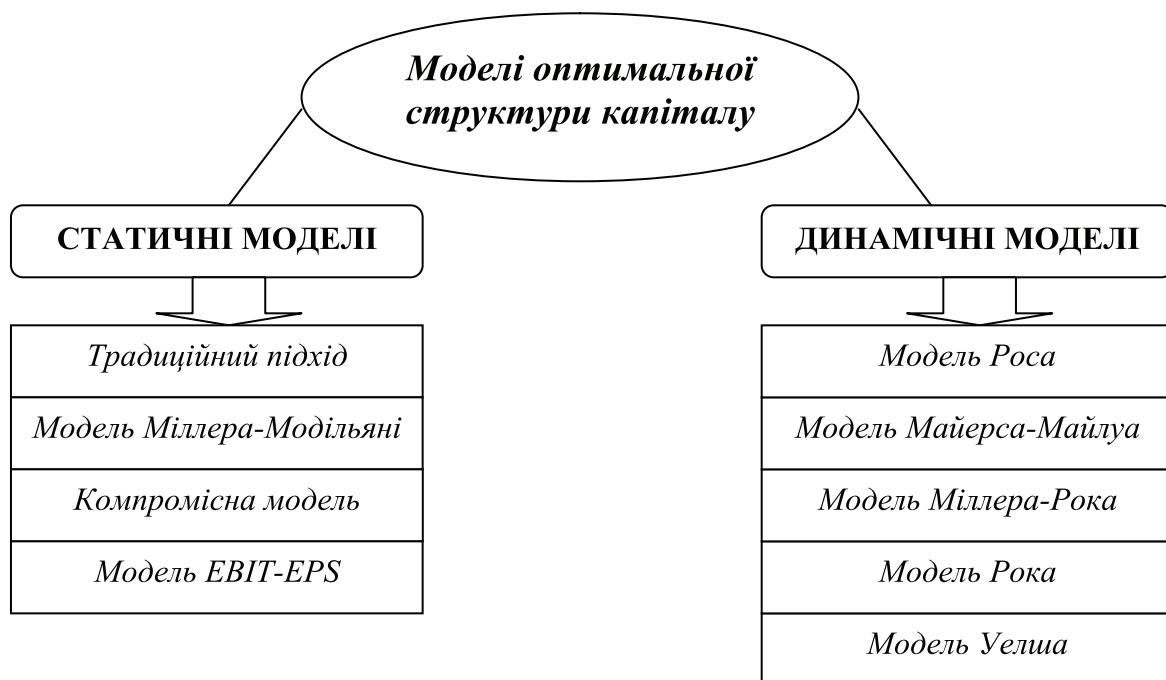 Моделі оптимальної
структури капіталу
СТАТИЧНІ МОДЕЛІ
Традиційний підхід
Модель Міллера-Модільяні
Компромісна модель
Модель EBIT-EPS
ДИНАМІЧНІ МОДЕЛІ
Модель Роса
Модель Майерса-Майлуа
Модель Міллера-Рока
Модель Рока
Модель Уелша